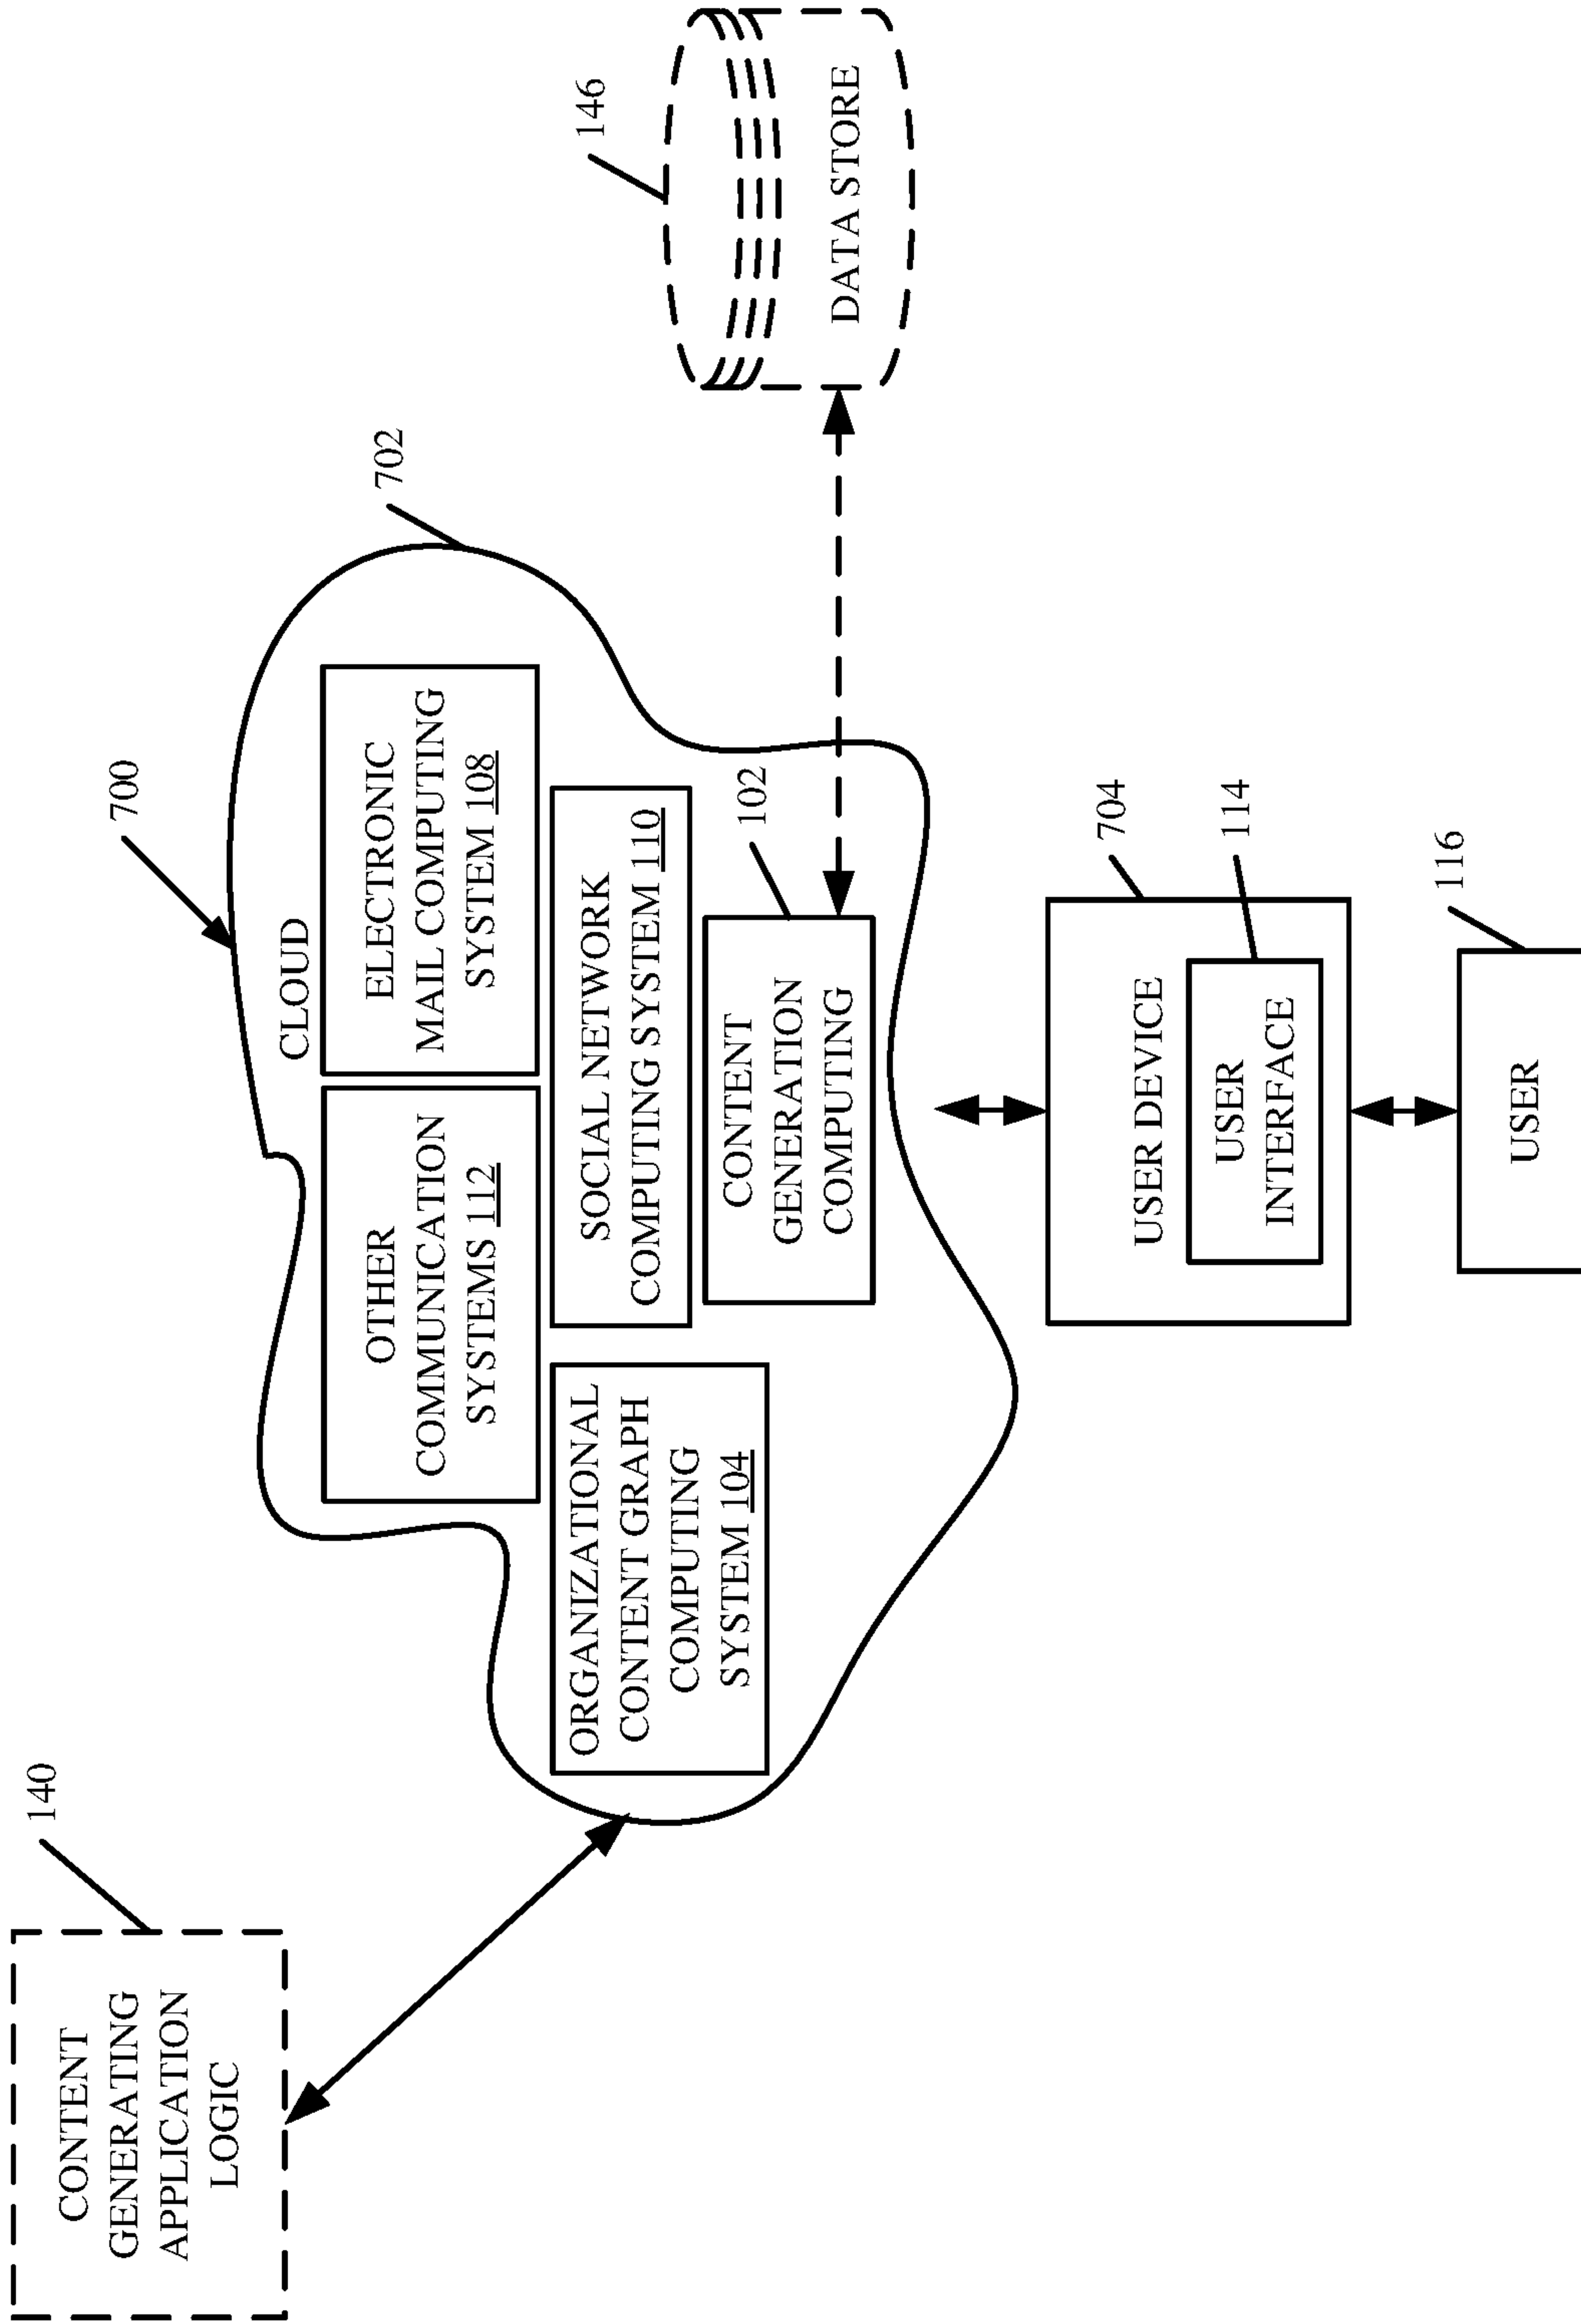 700
702
CLOUD
140
CONTENT
GENERATING
APPLICATION
LOGIC
OTHER
COMMUNICATION
SYSTEMS 112
ELECTRONIC
MAIL COMPUTING
SYSTEM 108
146
DATA STORE
ORGANIZATIONAL
CONTENT GRAPH
COMPUTING
SYSTEM 104
SOCIAL NETWORK
COMPUTING SYSTEM 110
102
CONTENT
GENERATION
COMPUTING
704
USER DEVICE
114
USER
INTERFACE
116
USER